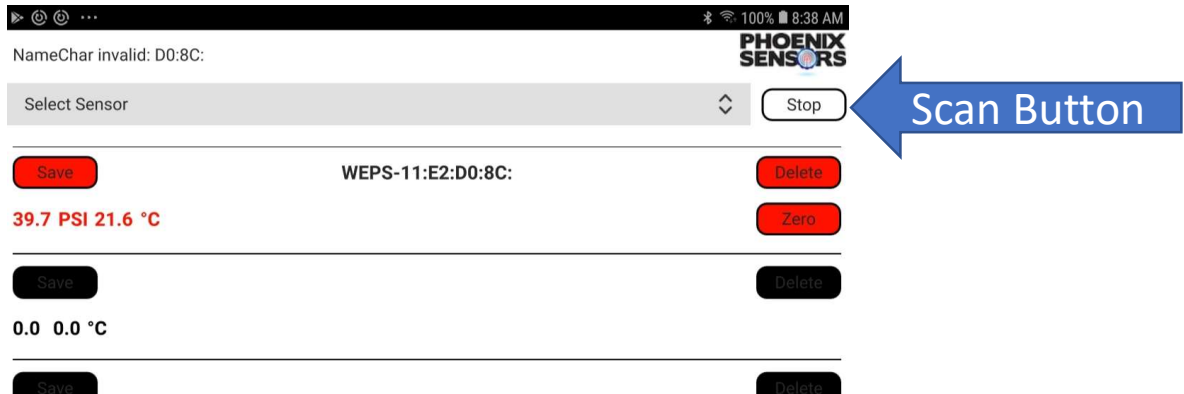 100% 8:38 AM
NameChar invalid: D0:8C:
PHOENIX
SENSORS
Select Sensor
Stop
Scan Button
Save
WEPS-11:E2:D0:8C:
Delete
39.7 PSI 21.6 °C
Zero
Save
Delete
0.0 0.0 °C
Save
Delete